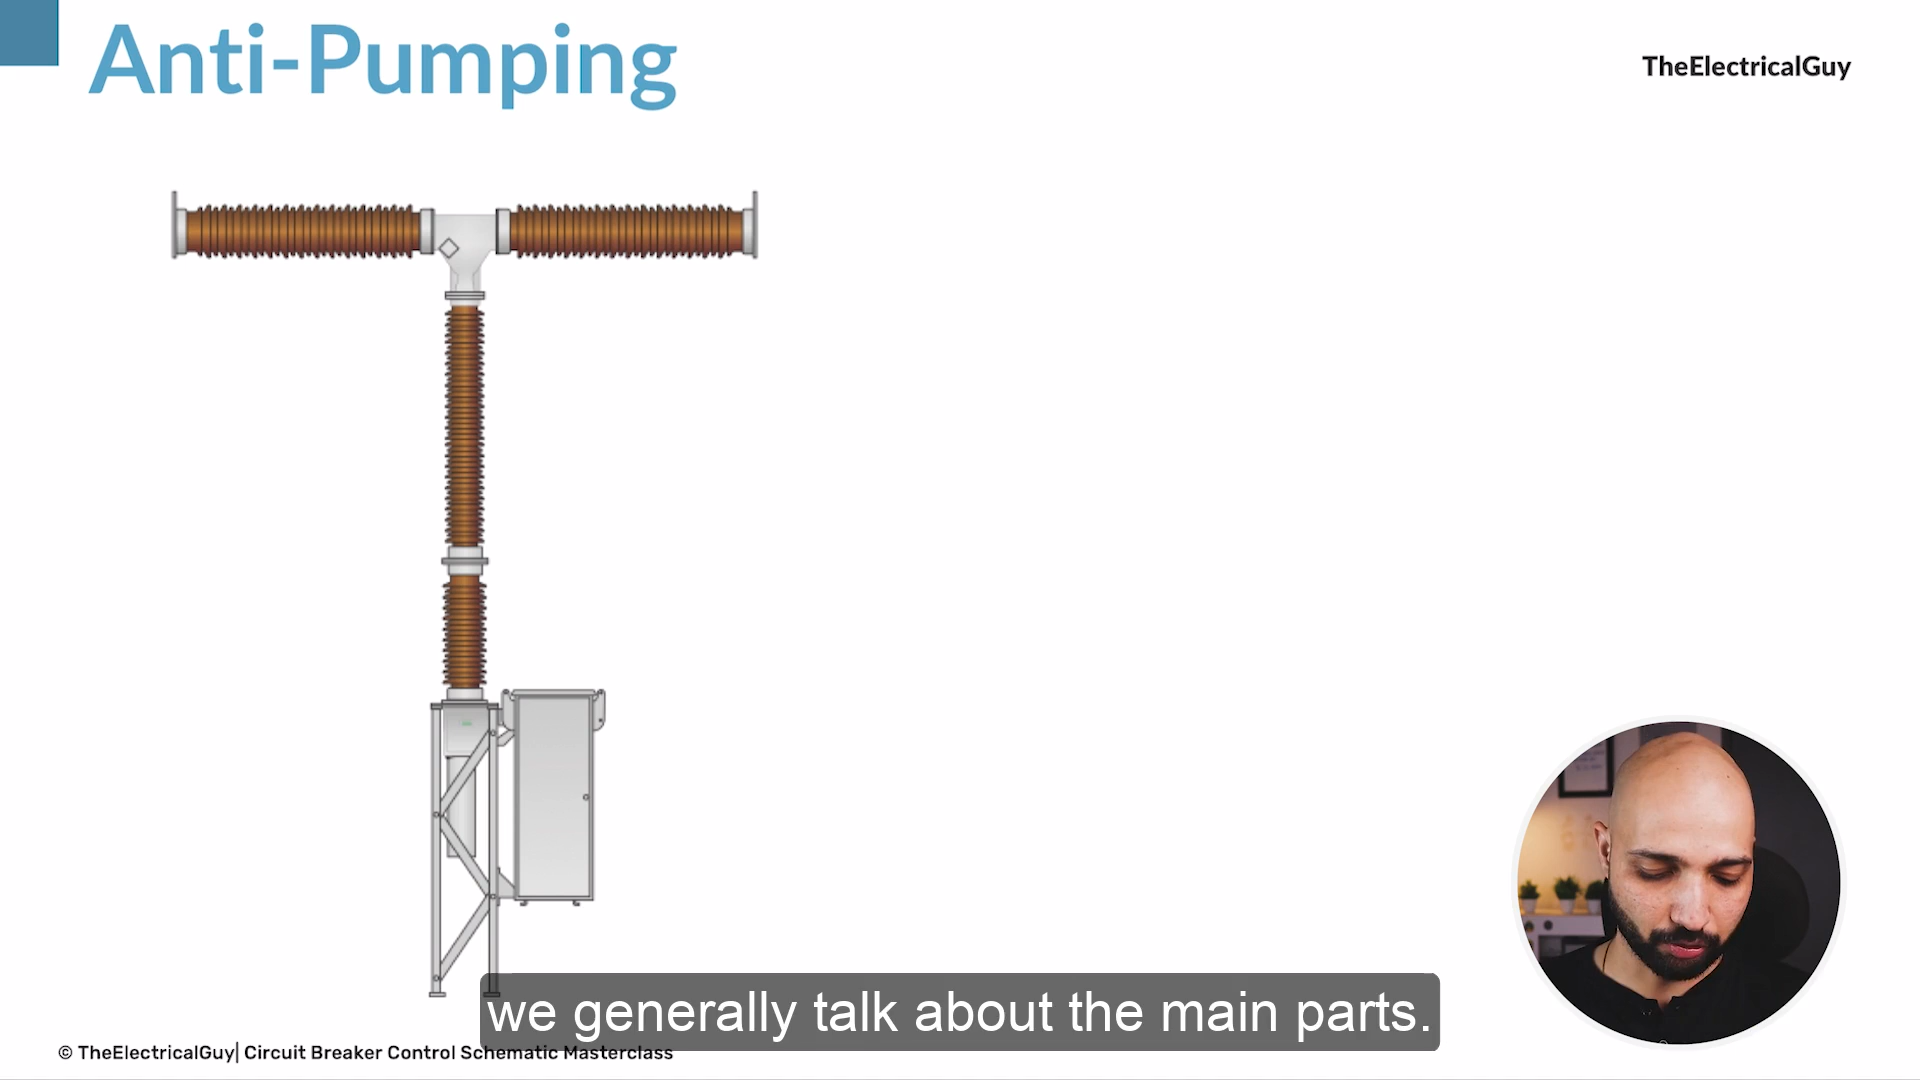 Anti-Pumping
TheElectricalGuy
we generally talk about the main parts.
© TheElectricalGuy| Circuit Breaker Control Schematic Masterclass